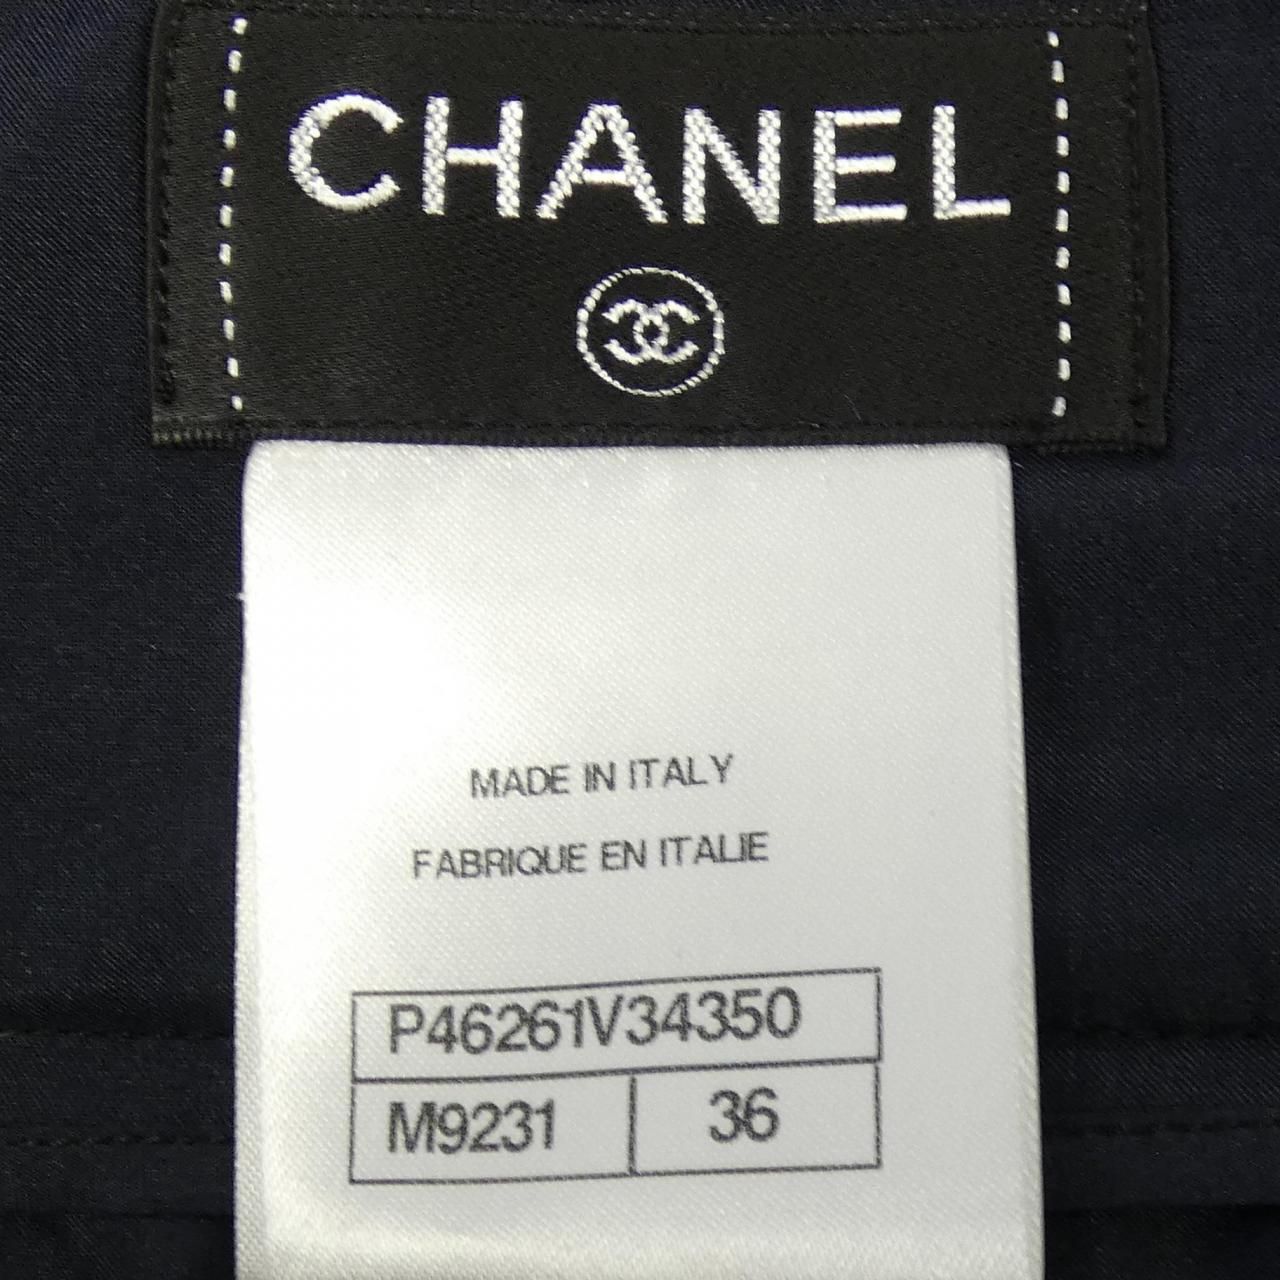 CHANEL
MADE IN ITALY
FABRIQUE EN ITALIE
P46261V34350
M9231 36